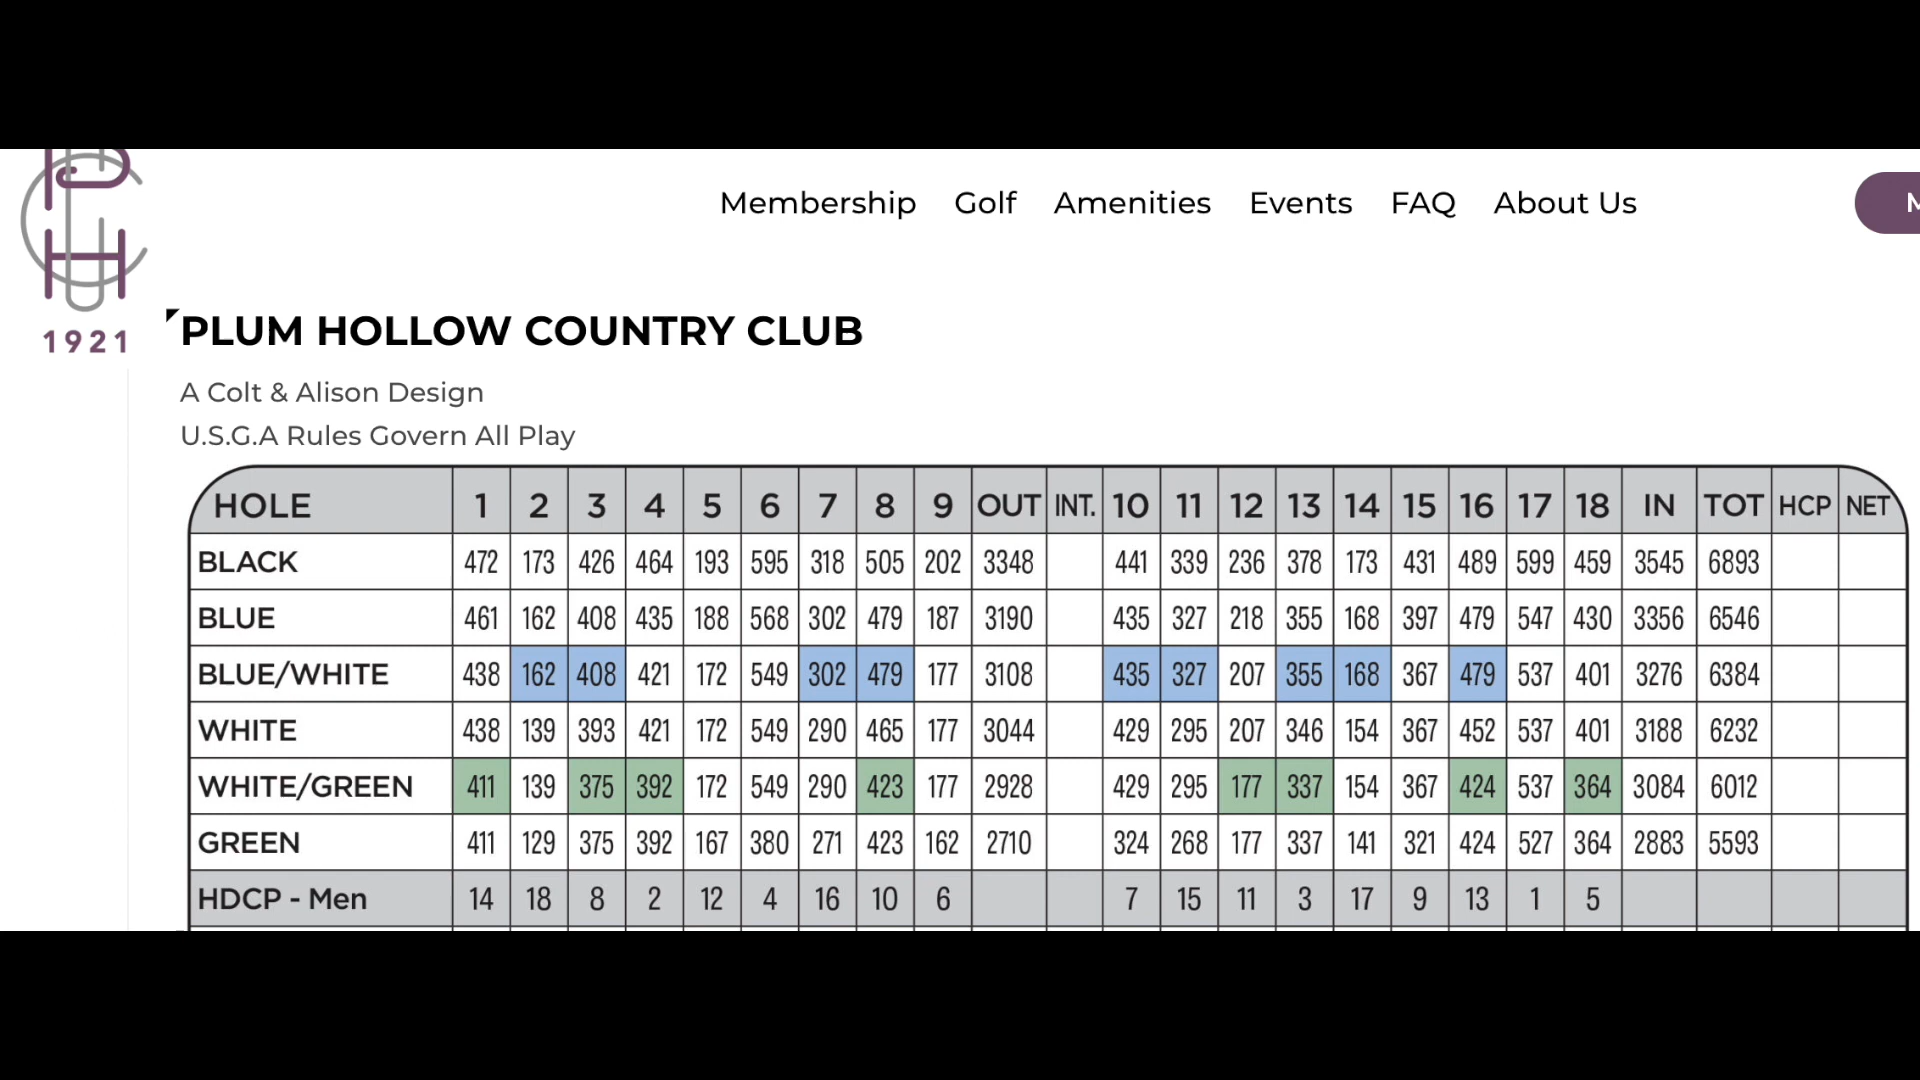 PCH
1921
Membership Golf Amenities Events FAQ About Us M
PLUM HOLLOW COUNTRY CLUB
A Colt & Alison Design
U.S.G.A Rules Govern All Play
HOLE 1 2 3 4 5 6 7 8 9 OUT INT. 10 11 12 13 14 15 16 17 18 IN TOT HCP NET
BLACK 472 173 426 464 193 595 318 505 202 3348 441 339 236 378 173 431 489 599 459 3545 6893
BLUE 461 162 408 435 188 568 302 479 187 3190 435 327 218 355 168 397 479 547 430 3356 6546
BLUE/WHITE 438 162 408 421 172 549 302 479 177 3108 435 327 207 355 168 367 479 537 401 3276 6384
WHITE 438 139 393 421 172 549 290 465 177 3044 429 295 207 346 154 367 452 537 401 3188 6232
WHITE/GREEN 411 139 375 392 172 549 290 423 177 2928 429 295 177 337 154 367 424 537 364 3084 6012
GREEN 411 129 375 392 167 380 271 423 162 2710 324 268 177 337 141 321 424 527 364 2883 5593
HDCP - Men 14 18 8 2 12 4 16 10 6 7 15 11 3 17 9 13 1 5